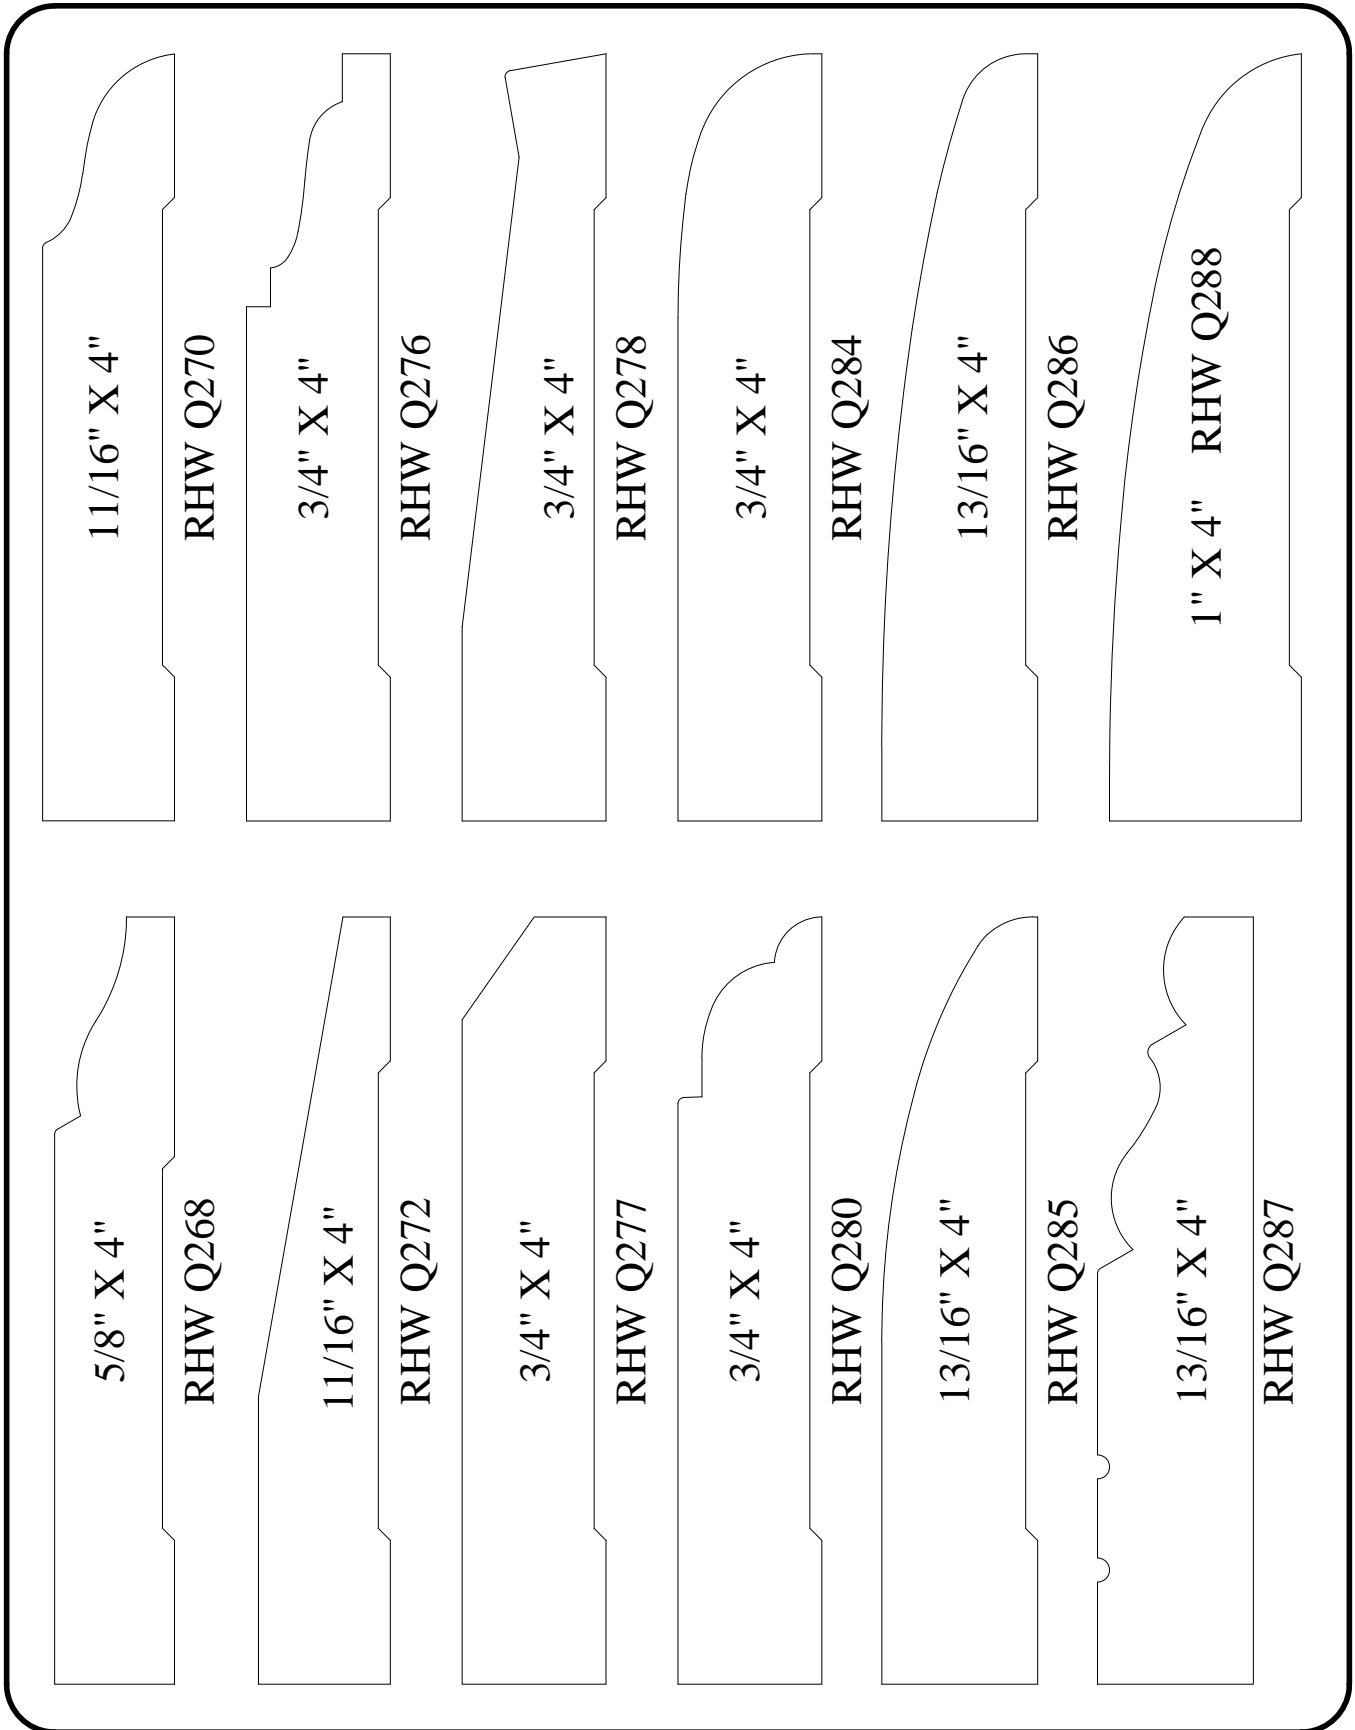 11/16" X 4"
RHW Q270
3/4" X 4"
RHW Q276
3/4" X 4"
RHW Q278
3/4" X 4"
RHW Q284
13/16" X 4"
RHW Q286
1" X 4" RHW Q288
5/8" X 4"
RHW Q268
11/16" X 4"
RHW Q272
3/4" X 4"
RHW Q277
3/4" X 4"
RHW Q280
13/16" X 4"
RHW Q285
13/16" X 4"
RHW Q287